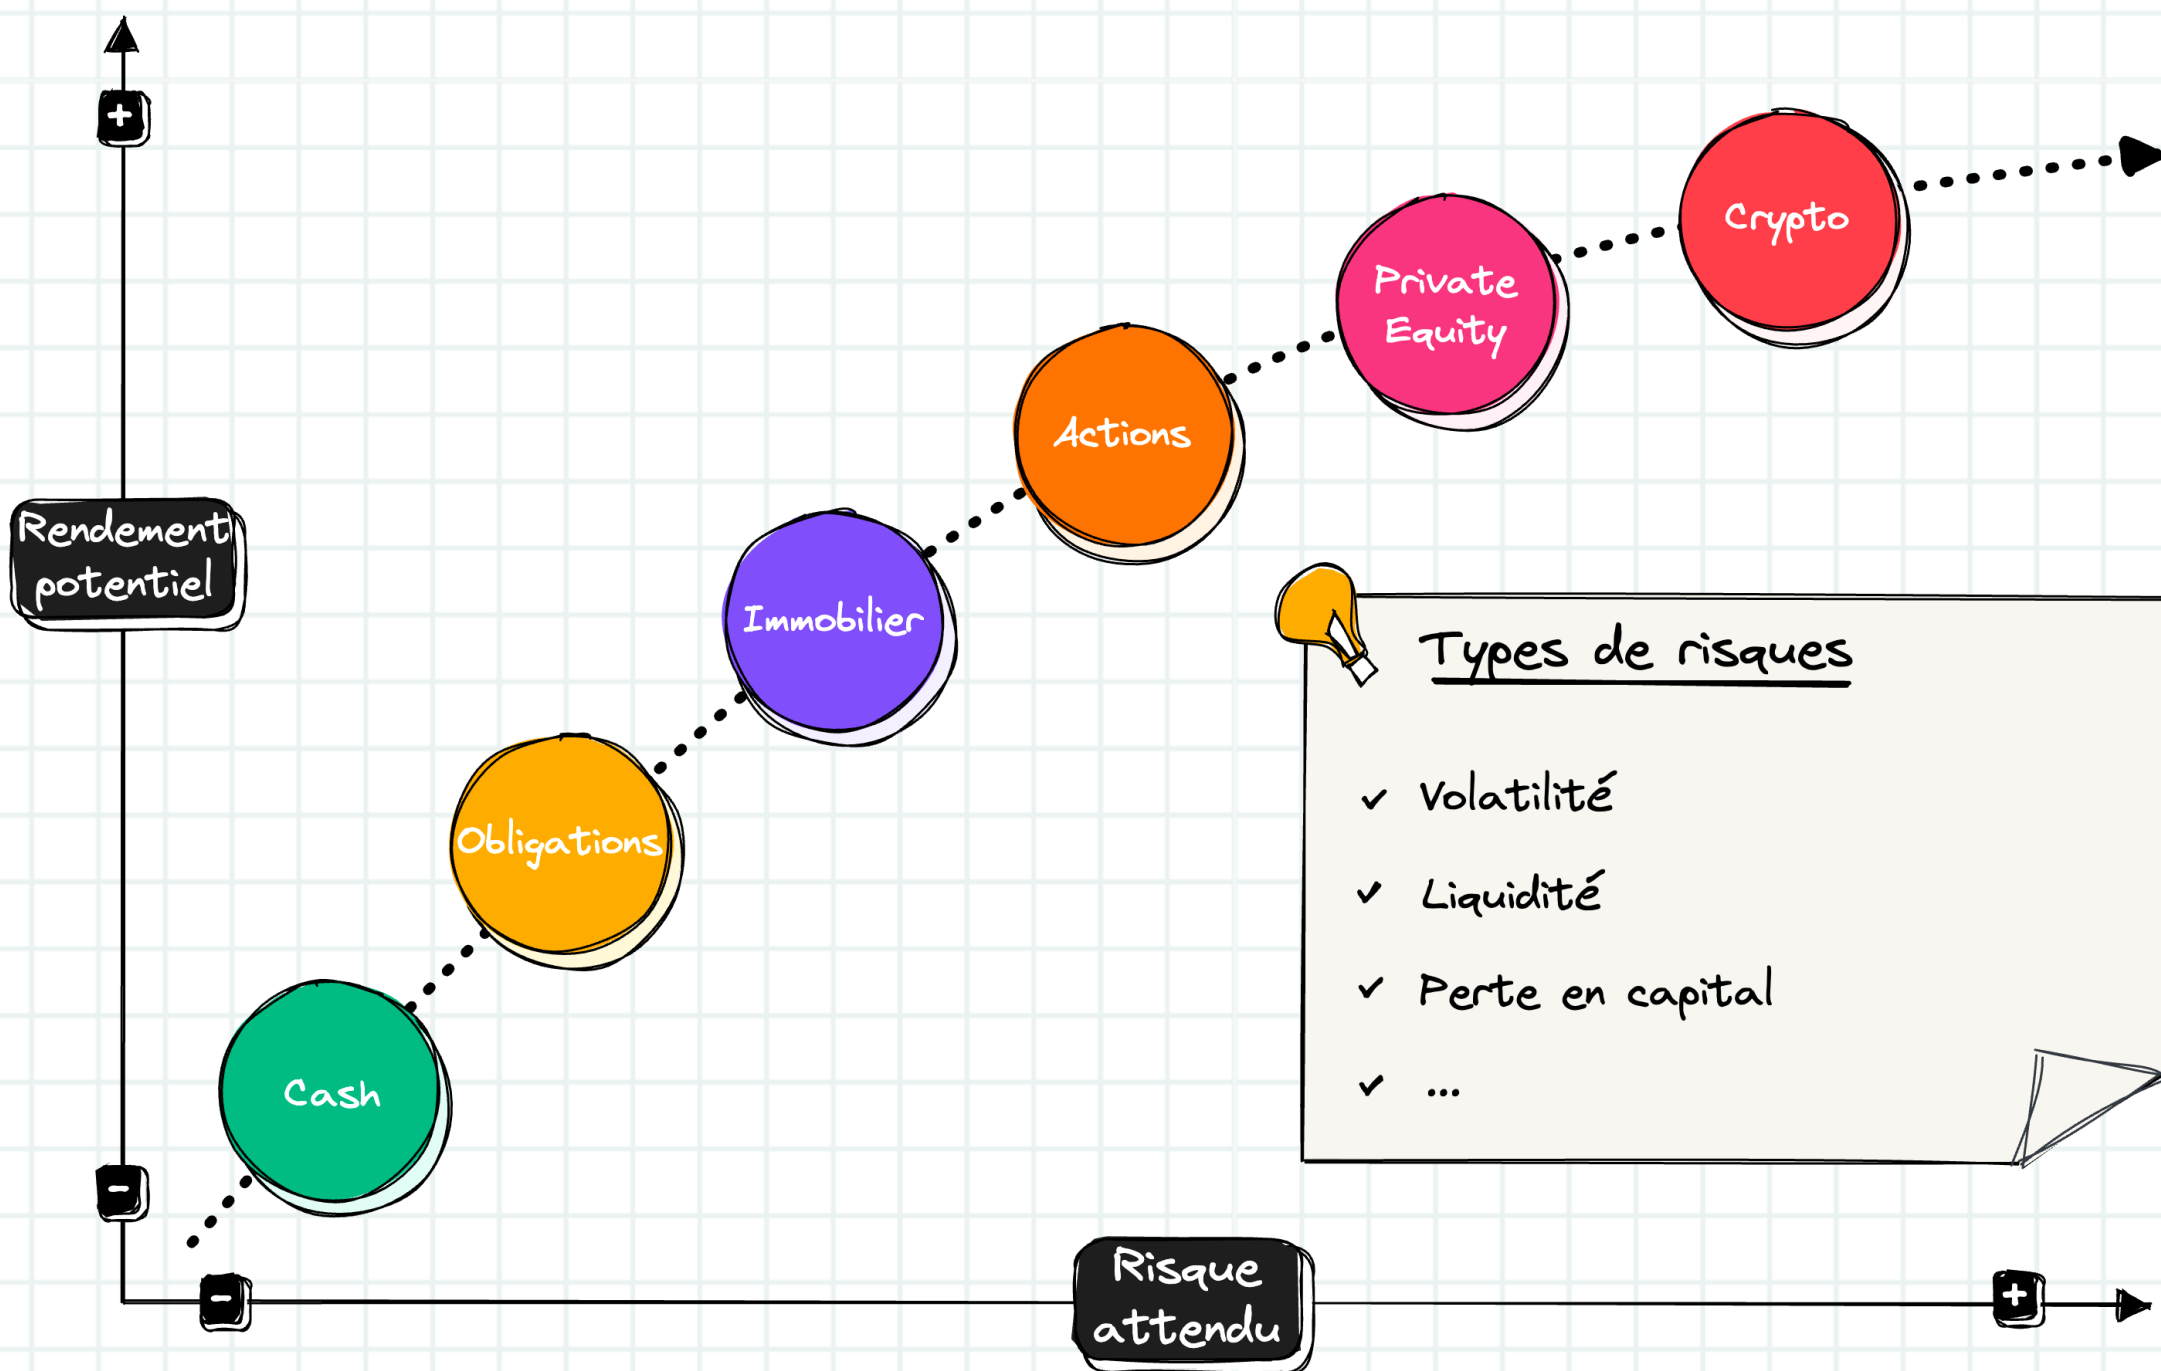 +
Crypto
Private
Equity
Actions
Rendement
potentiel
Immobilier
Types de risques
✓ Volatilité
Obligations
✓ Liquidité
✓ Perte en capital
✓ ...
Cash
-
-
Risque
attendu
+